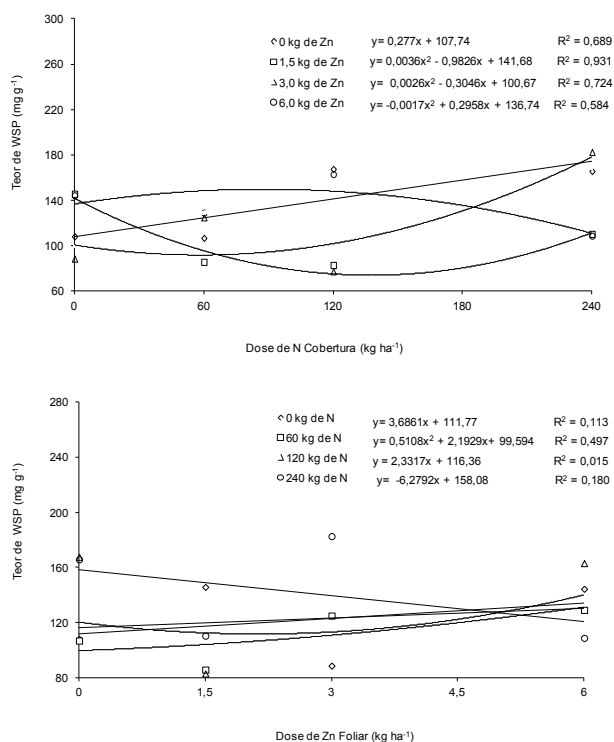 300
260
220
180
140
100
60
Teor de WSP (mg g⁻¹)
0 kg de Zn y= 0,277x + 107,74 R² = 0,689
1,5 kg de Zn y= 0,0036x² - 0,9826x + 141,68 R² = 0,931
3,0 kg de Zn y= 0,0026x² - 0,3046x + 100,67 R² = 0,724
6,0 kg de Zn y= -0,0017x² + 0,2958x + 136,74 R² = 0,584
0 60 120 180 240
Dose de N Cobertura (kg ha⁻¹)
280
240
200
160
120
80
Teor de WSP (mg g⁻¹)
0 kg de N y= 3,6861x + 111,77 R² = 0,113
60 kg de N y= 0,5108x² + 2,1929x+ 99,594 R² = 0,497
120 kg de N y= 2,3317x + 116,36 R² = 0,015
240 kg de N y= -6,2792x + 158,08 R² = 0,180
0 1,5 3 4,5 6
Dose de Zn Foliar (kg ha⁻¹)